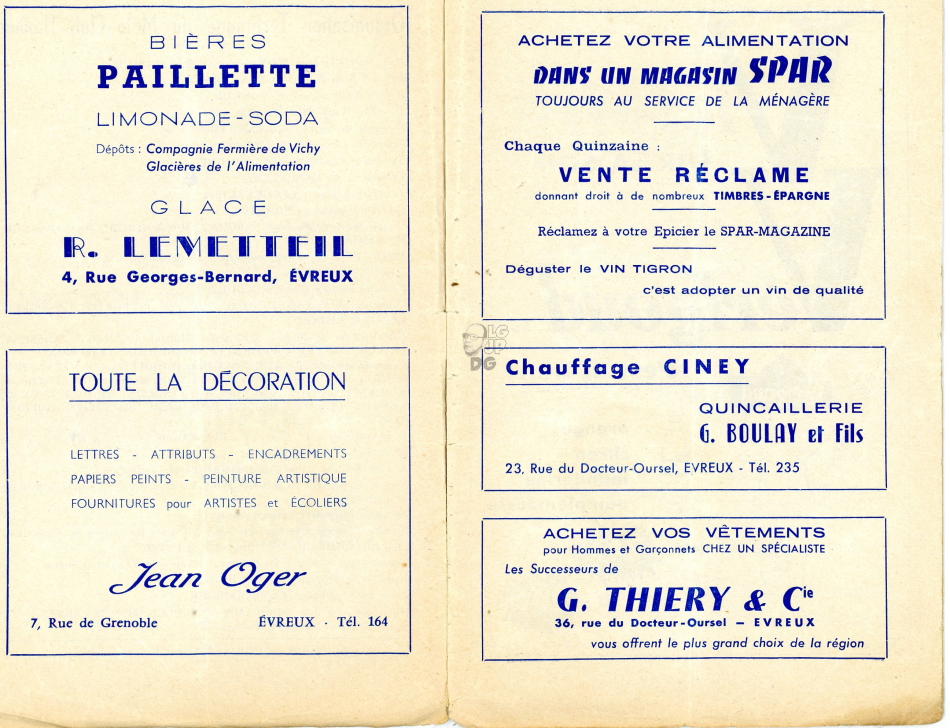 BIÈRES
PAILLETTE
LIMONADE - SODA
Dépôts : Compagnie Fermière de Vichy
Glacières de l'Alimentation
GLACE
R. LEMETTEIL
4, Rue Georges-Bernard, ÉVREUX
TOUTE LA DÉCORATION
LETTRES - ATTRIBUTS - ENCADREMENTS
PAPIERS PEINTS - PEINTURE ARTISTIQUE
FOURNITURES pour ARTISTES et ÉCOLIERS
Jean Oger
7, Rue de Grenoble ÉVREUX - Tél. 164
ACHETEZ VOTRE ALIMENTATION
DANS UN MAGASIN SPAR
TOUJOURS AU SERVICE DE LA MÉNAGÈRE
Chaque Quinzaine :
VENTE RÉCLAME
donnant droit à de nombreux TIMBRES-ÉPARGNE
Réclamez à votre Epicier le SPAR-MAGAZINE
Déguster le VIN TIGRON
c'est adopter un vin de qualité
Chauffage CINEY
QUINCAILLERIE
G. BOULAY et Fils
23, Rue du Docteur-Oursel, EVREUX - Tél. 235
ACHETEZ VOS VÊTEMENTS
pour Hommes et Garçonnets CHEZ UN SPÉCIALISTE
Les Successeurs de
G. THIERY & Cie
36, rue du Docteur-Oursel — EVREUX
vous offrent le plus grand choix de la région
LG
UP
DG